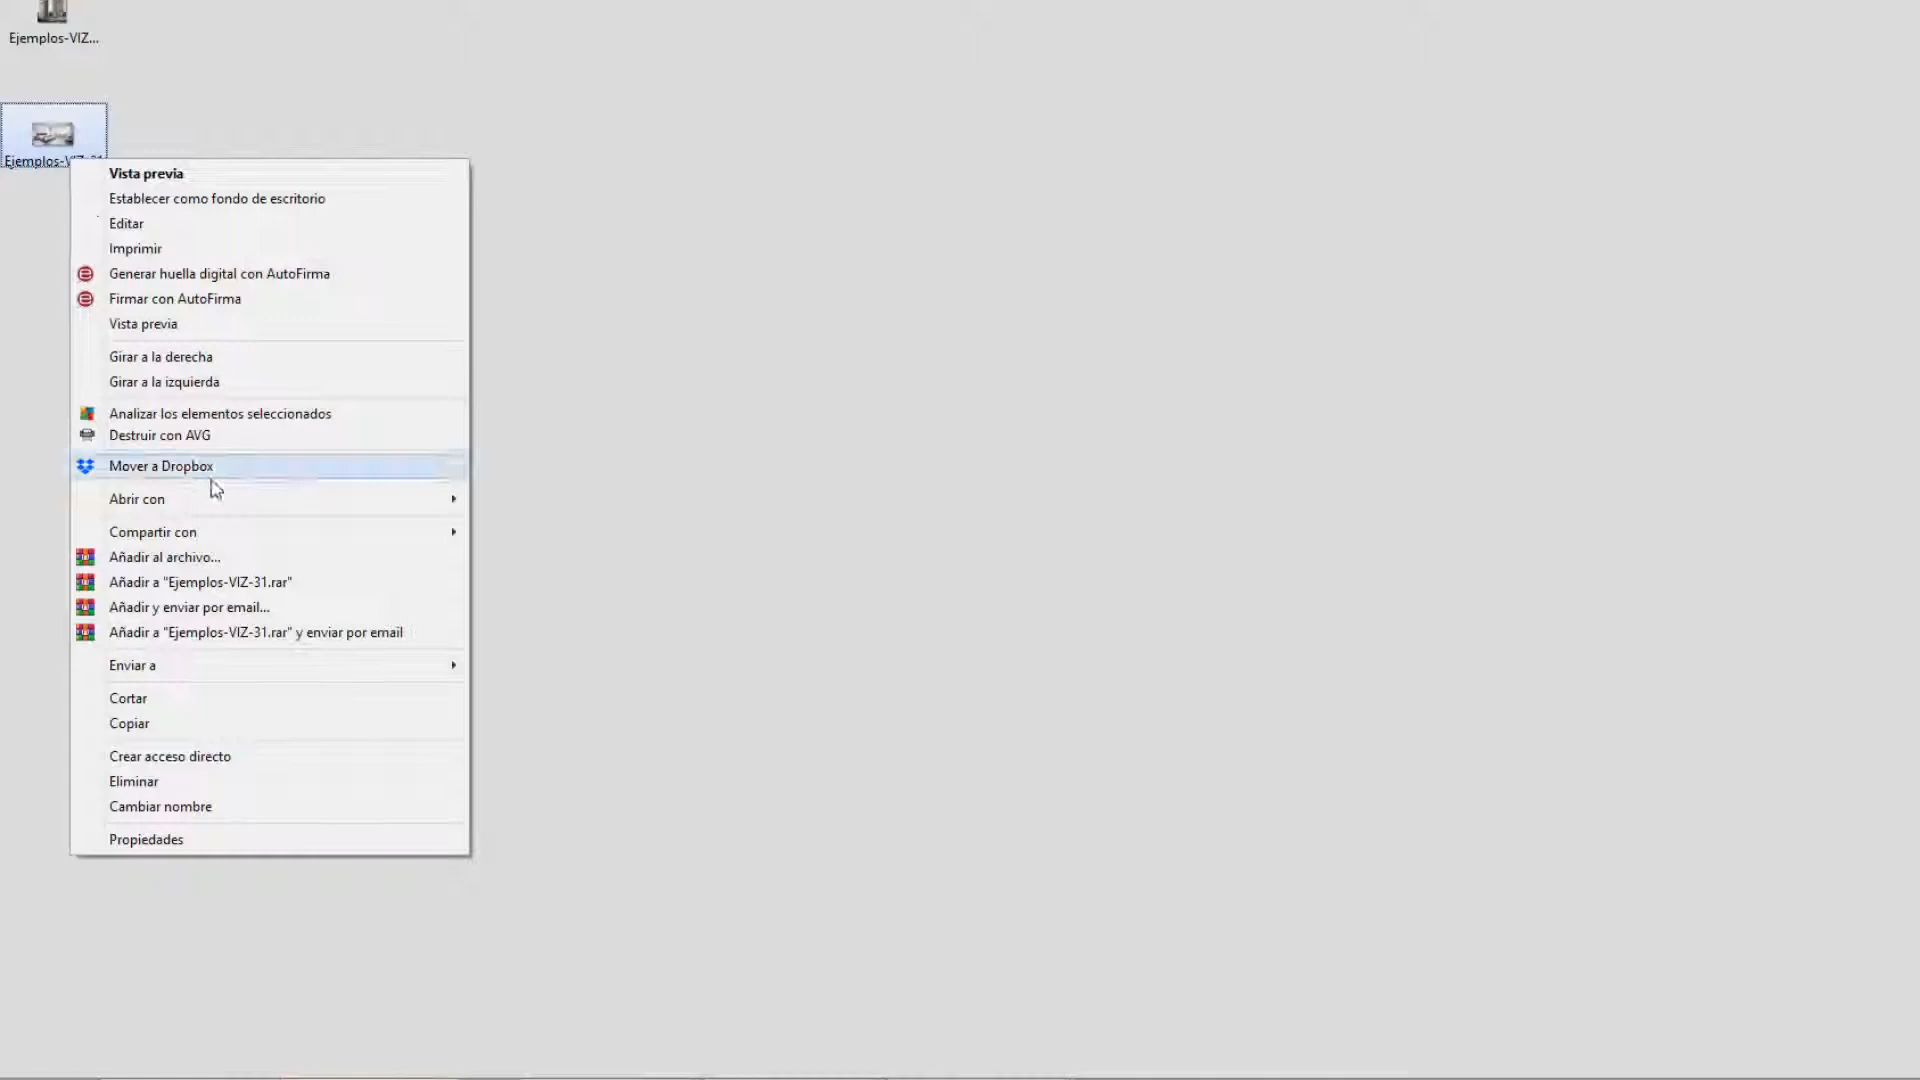 Ejemplos-VIZ...
Ejemplos-VIZ-31
Vista previa
Establecer como fondo de escritorio
Editar
Imprimir
Generar huella digital con AutoFirma
Firmar con AutoFirma
Vista previa
Girar a la derecha
Girar a la izquierda
Analizar los elementos seleccionados
Destruir con AVG
Mover a Dropbox
Abrir con
Compartir con
Añadir al archivo...
Añadir a "Ejemplos-VIZ-31.rar"
Añadir y enviar por email...
Añadir a "Ejemplos-VIZ-31.rar" y enviar por email
Enviar a
Cortar
Copiar
Crear acceso directo
Eliminar
Cambiar nombre
Propiedades